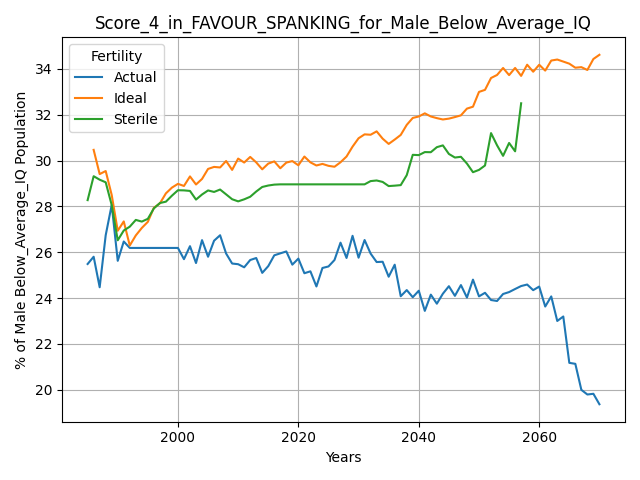 Score_4_in_FAVOUR_SPANKING_for_Male_Below_Average_IQ
Fertility
Actual
Ideal
Sterile
% of Male Below_Average_IQ Population
34
32
30
28
26
24
22
20
2000
2020
2040
2060
Years